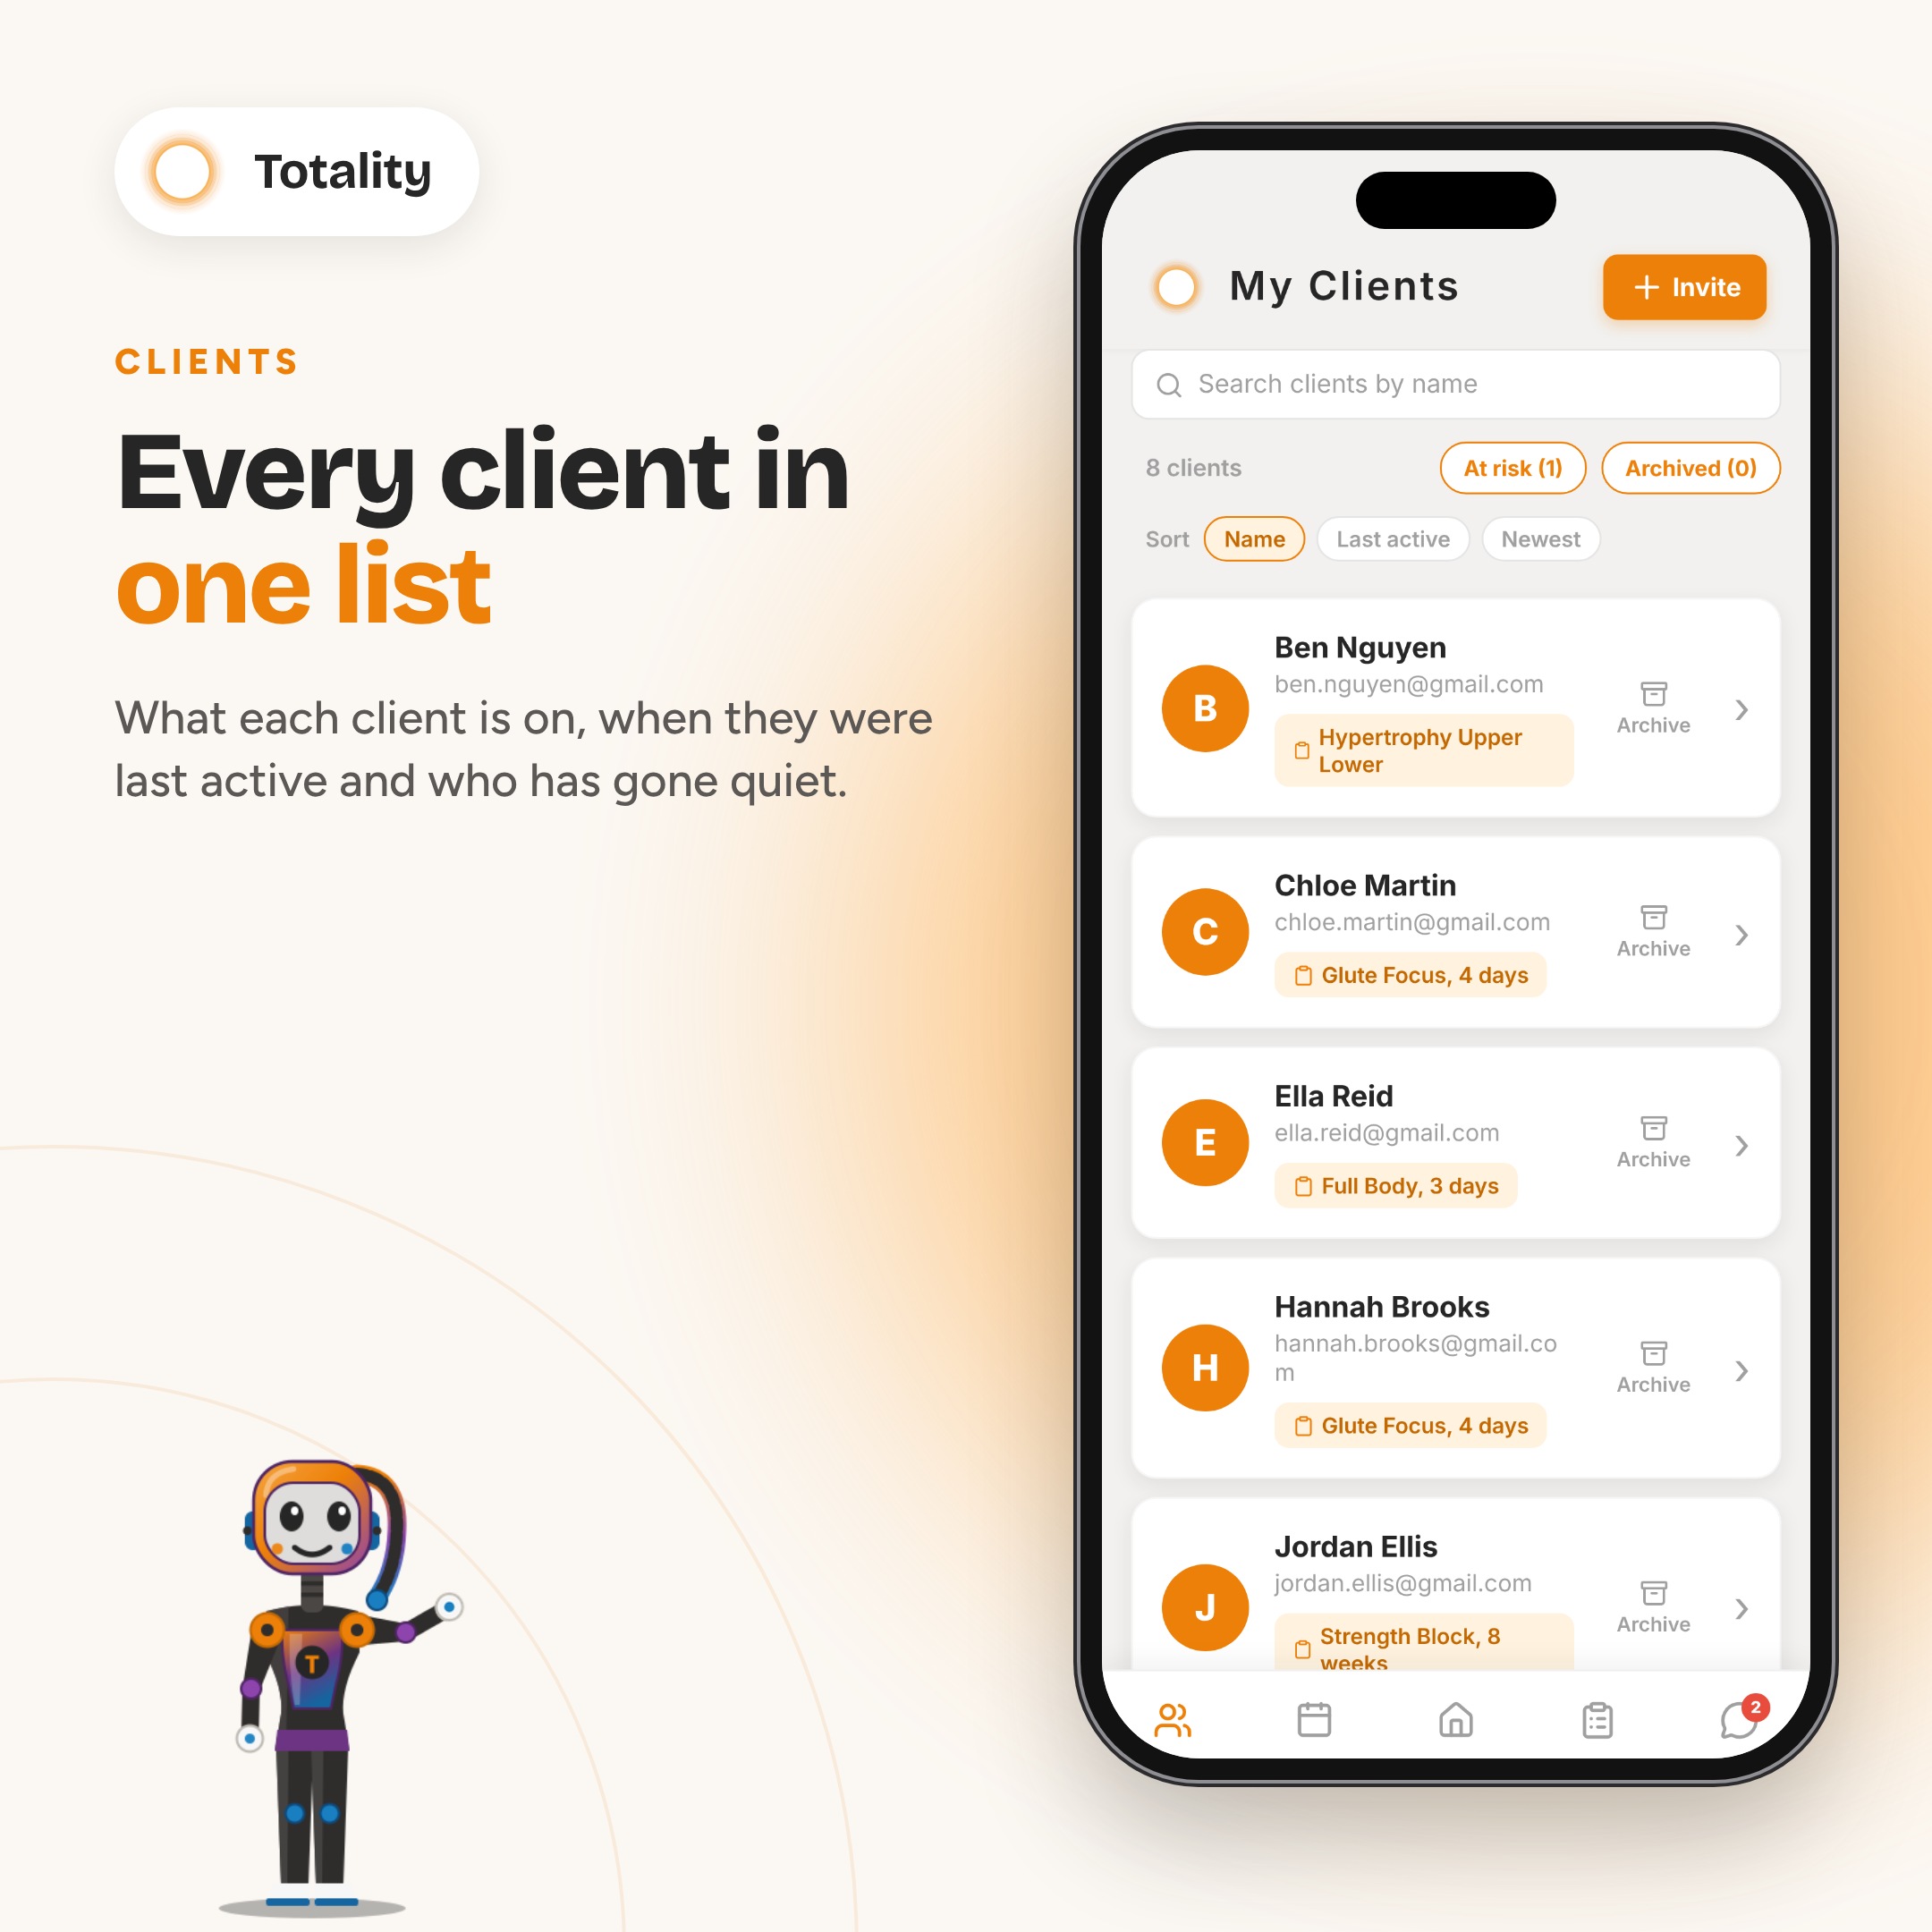 Totality
CLIENTS
Every client in
one list
What each client is on, when they were
last active and who has gone quiet.
T
My Clients
Invite
Search clients by name
8 clients
At risk (1)
Archived (0)
Sort
Name
Last active
Newest
B
Ben Nguyen
ben.nguyen@gmail.com
Hypertrophy Upper
Lower
Archive
C
Chloe Martin
chloe.martin@gmail.com
Glute Focus, 4 days
Archive
E
Ella Reid
ella.reid@gmail.com
Full Body, 3 days
Archive
H
Hannah Brooks
hannah.brooks@gmail.co
m
Glute Focus, 4 days
Archive
J
Jordan Ellis
jordan.ellis@gmail.com
Strength Block, 8
weeks
Archive
2